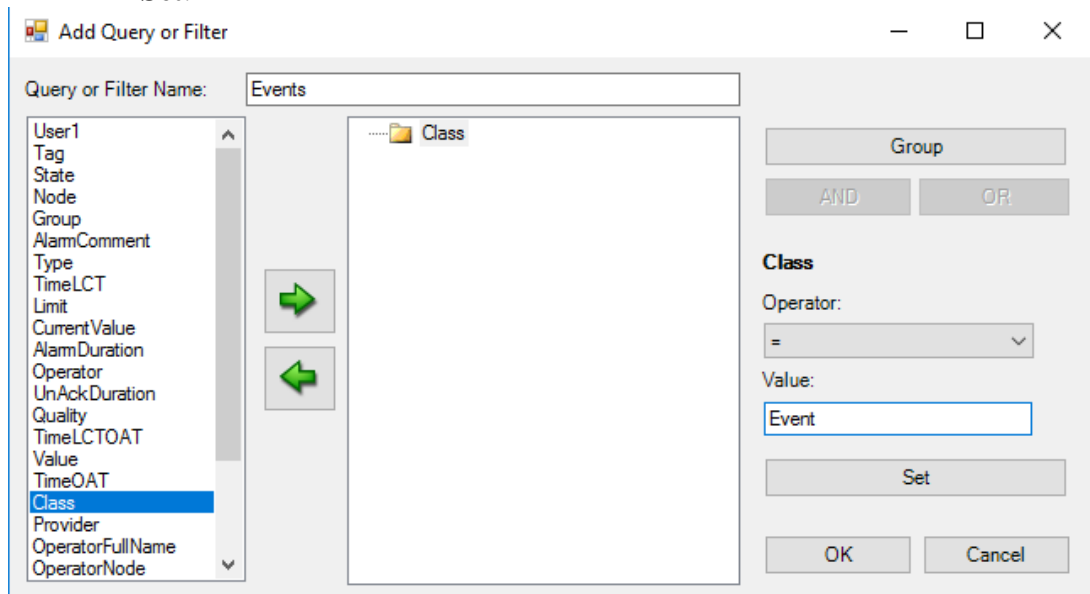 Add Query or Filter
Query or Filter Name: Events
User1
Tag
State
Node
Group
AlarmComment
Type
TimeLCT
Limit
CurrentValue
AlarmDuration
Operator
UnAckDuration
Quality
TimeLCTOAT
Value
TimeOAT
Class
Provider
OperatorFullName
OperatorNode
Class
Group
AND OR
Class
Operator:
=
Value:
Event
Set
OK Cancel